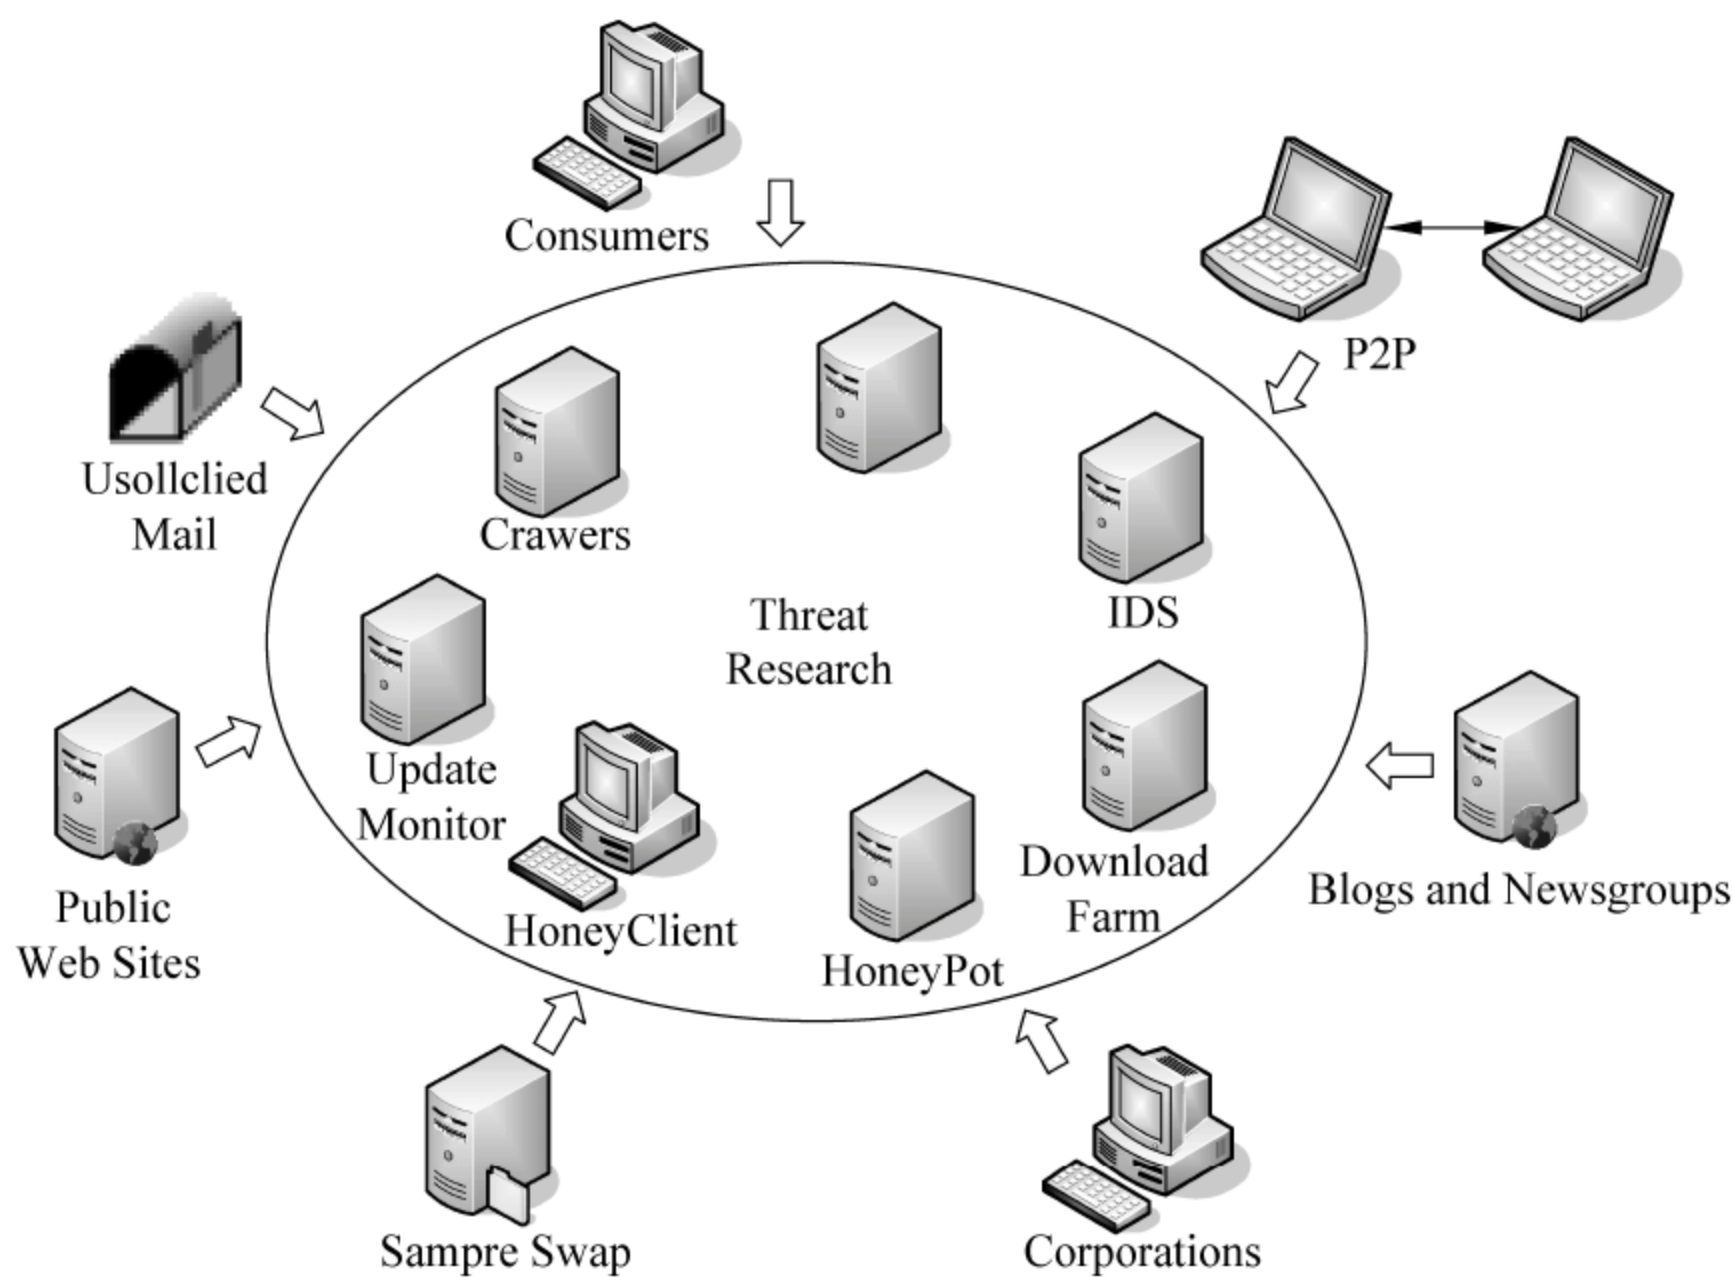 Consumers
P2P
Usollclied
Mail
Crawers
IDS
Threat
Research
Update
Monitor
Download
Farm
Public
Web Sites
HoneyClient
HoneyPot
Blogs and Newsgroups
Sampre Swap
Corporations